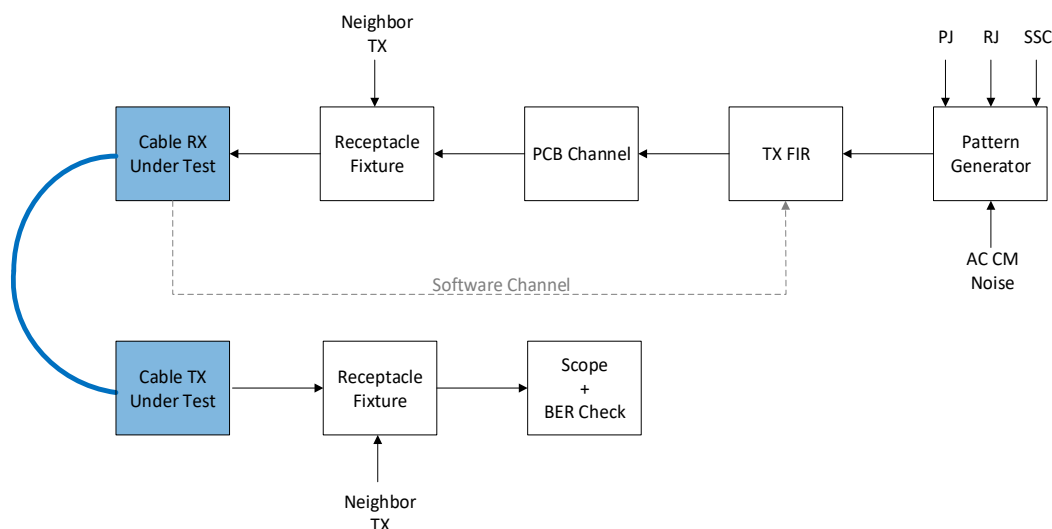 Neighbor
TX
PJ
RJ
SSC
Cable RX
Under Test
Receptacle
Fixture
PCB Channel
TX FIR
Pattern
Generator
AC CM
Noise
Software Channel
Cable TX
Under Test
Receptacle
Fixture
Scope
+
BER Check
Neighbor
TX